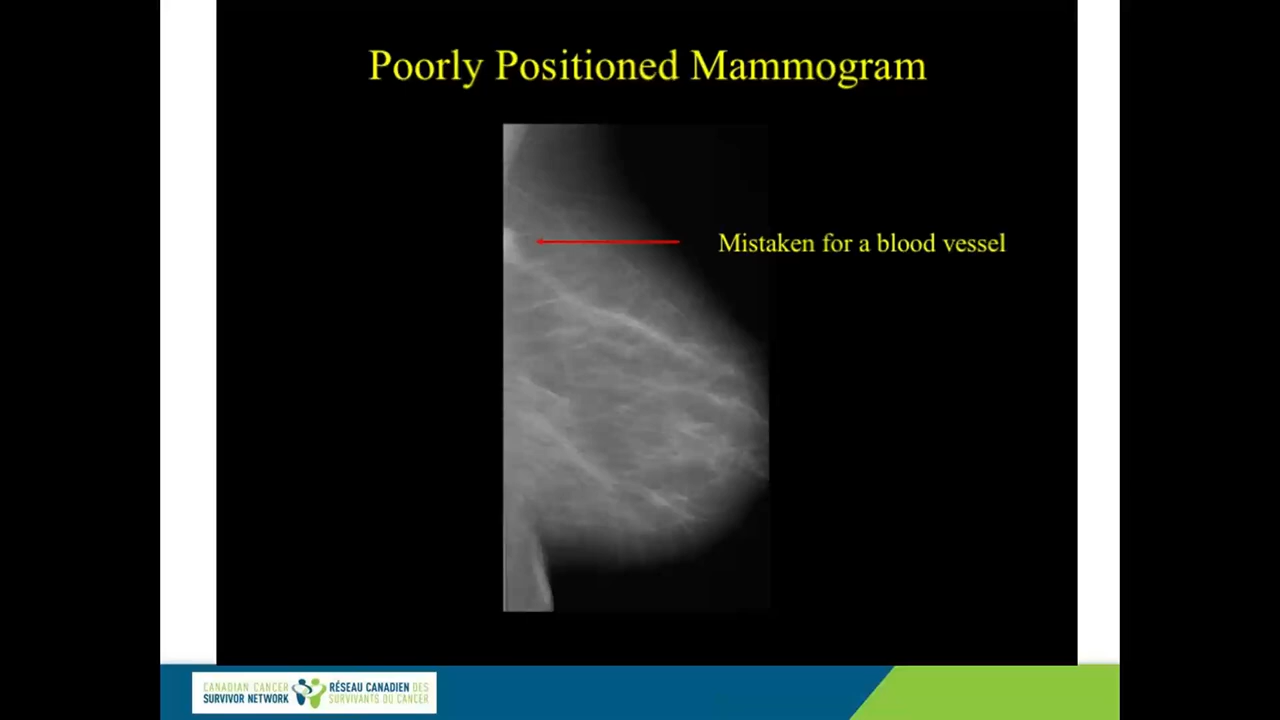 Poorly Positioned Mammogram
Mistaken for a blood vessel
CANADIAN CANCER
SURVIVOR NETWORK
RÉSEAU CANADIEN DES
SURVIVANTS DU CANCER